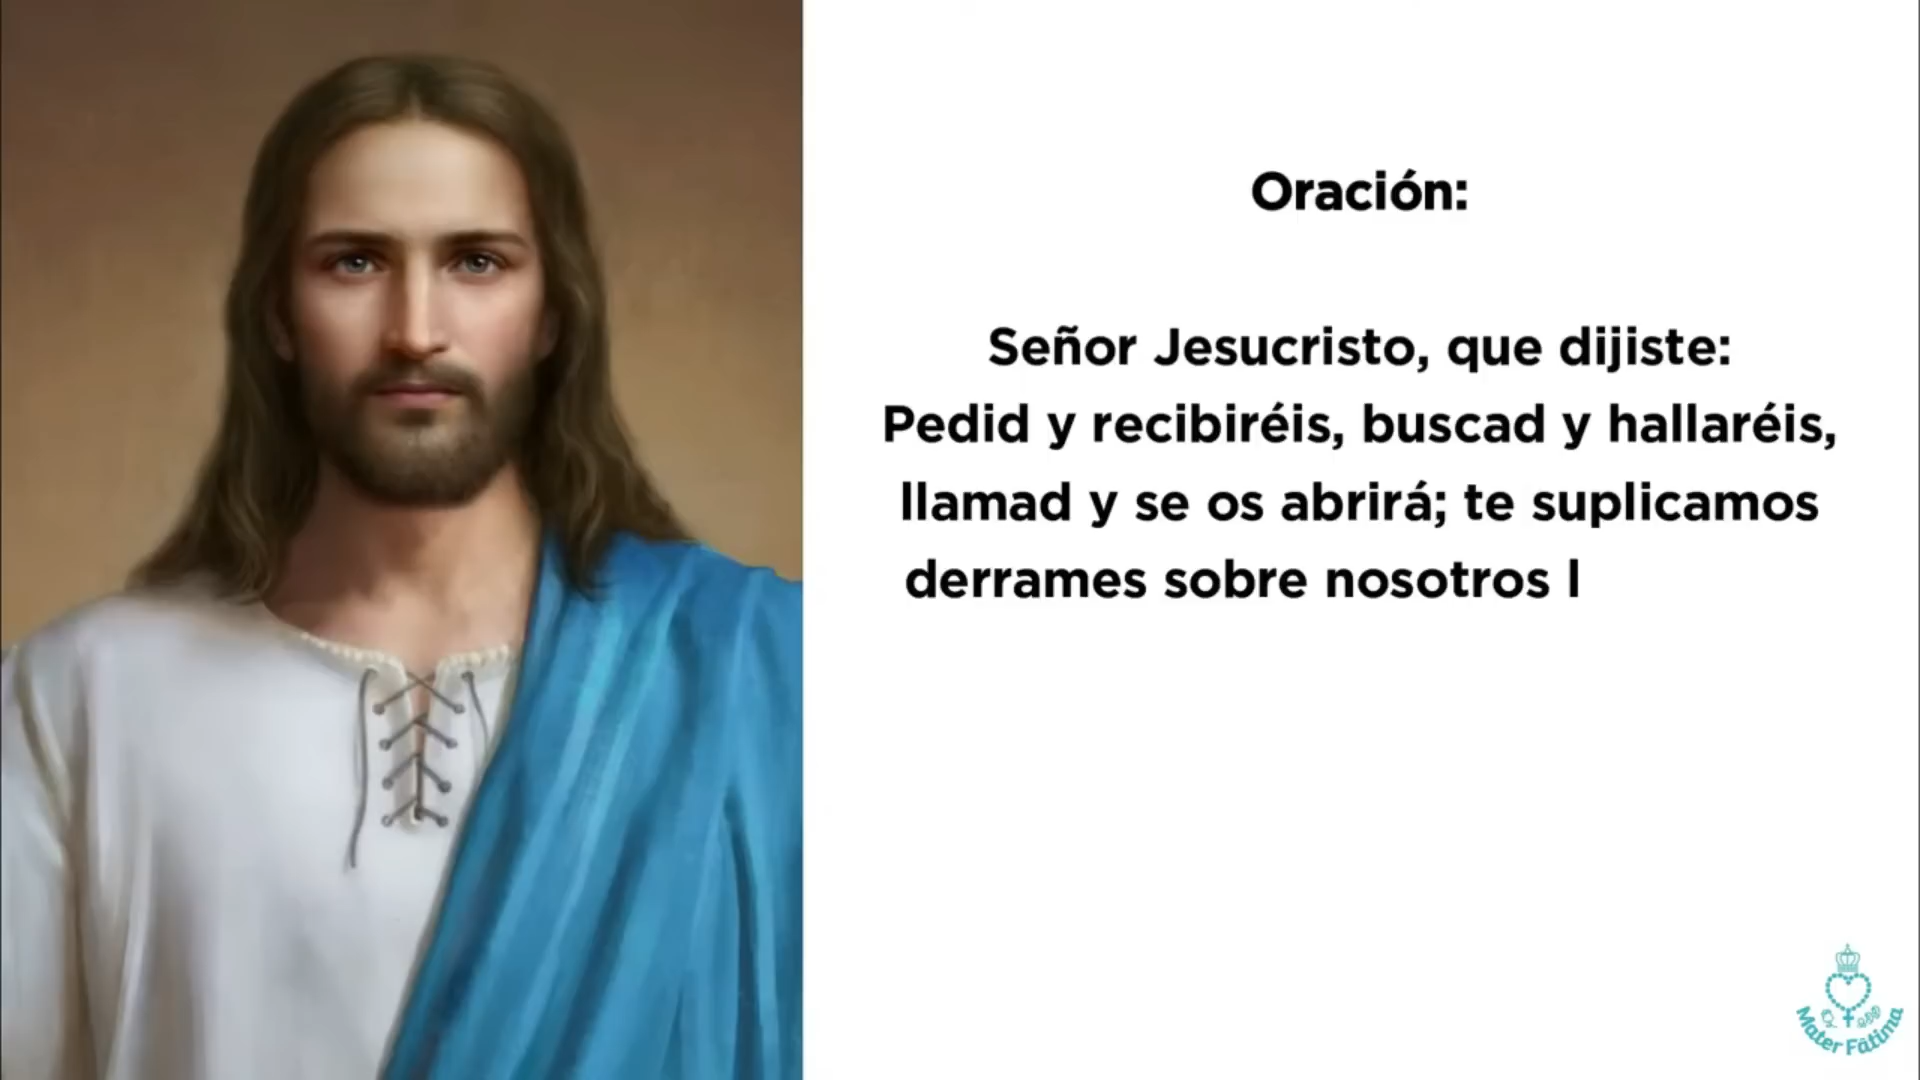 Oración:
Señor Jesucristo, que dijiste:
Pedid y recibiréis, buscad y hallaréis,
llamad y se os abrirá; te suplicamos
derrames sobre nosotros l
Mater Fátima